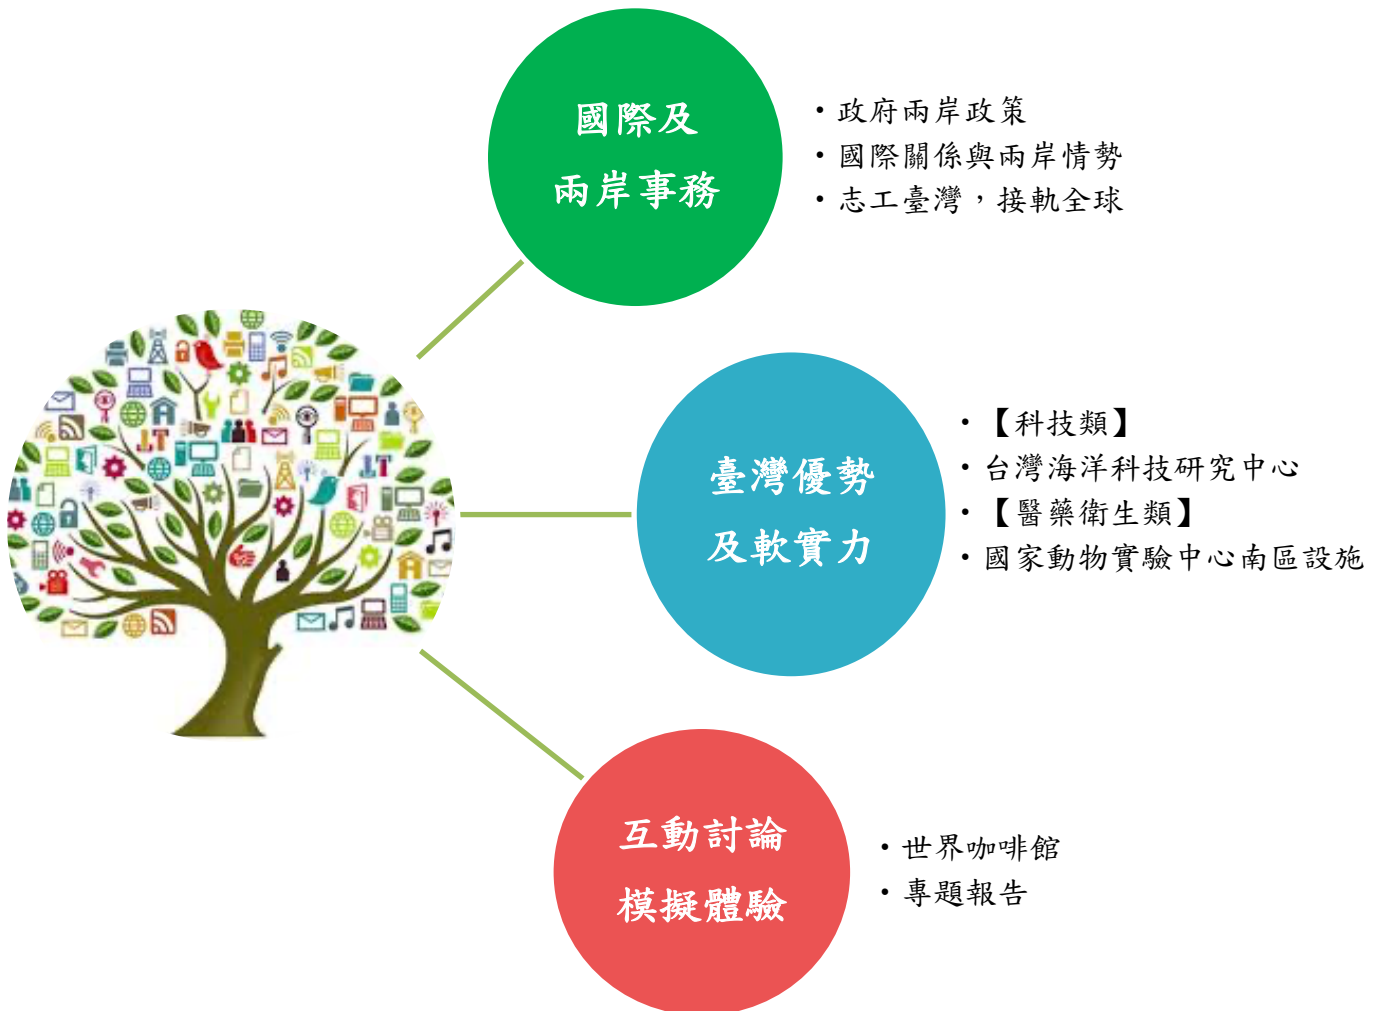 國際及
兩岸事務
・政府兩岸政策
・國際關係與兩岸情勢
・志工臺灣，接軌全球
臺灣優勢
及軟實力
・【科技類】
・台灣海洋科技研究中心
・【醫藥衛生類】
・國家動物實驗中心南區設施
互動討論
模擬體驗
・世界咖啡館
・專題報告